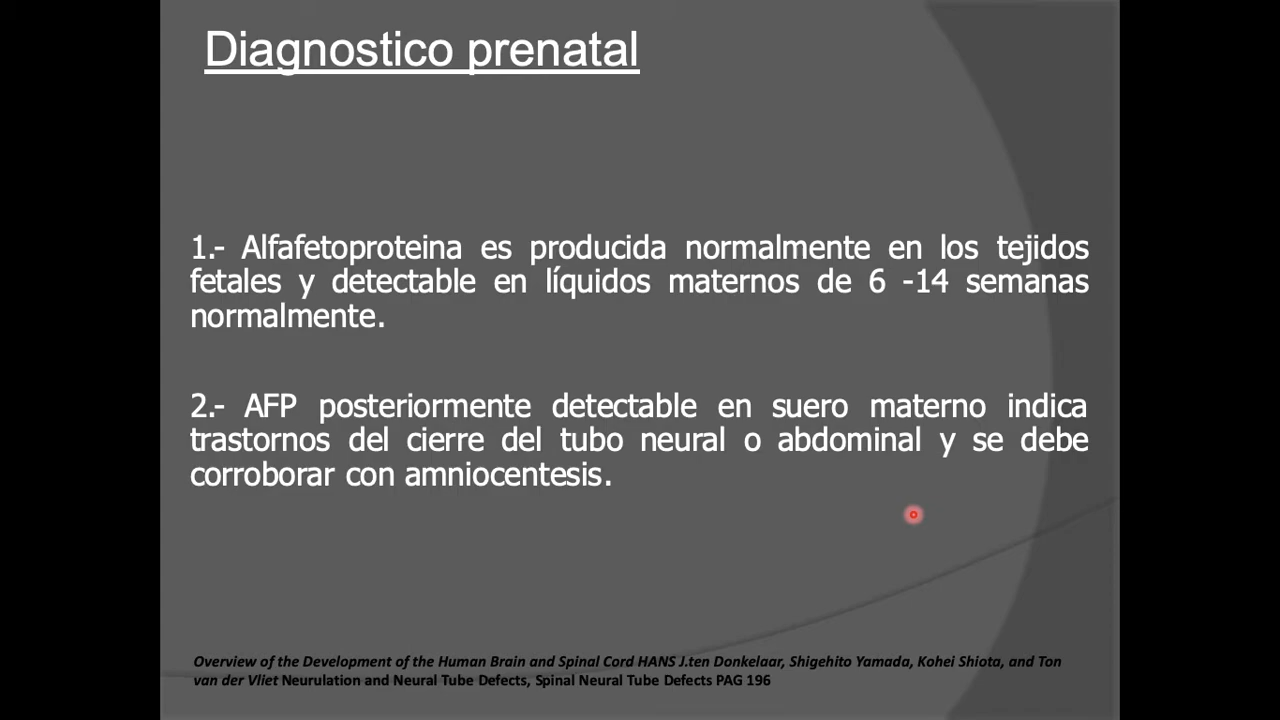 Diagnostico prenatal
1.- Alfafetoproteina es producida normalmente en los tejidos
fetales y detectable en líquidos maternos de 6 -14 semanas
normalmente.
2.- AFP posteriormente detectable en suero materno indica
trastornos del cierre del tubo neural o abdominal y se debe
corroborar con amniocentesis.
Overview of the Development of the Human Brain and Spinal Cord HANS J.ten Donkelaar, Shigehito Yamada, Kohei Shiota, and Ton
van der Vliet Neurulation and Neural Tube Defects, Spinal Neural Tube Defects PAG 196